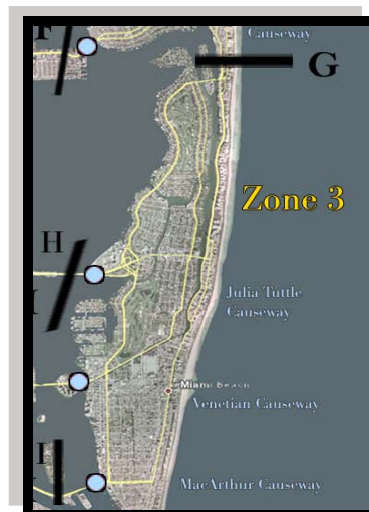 F
Causeway
G
Zone 3
H
Julia Tuttle
Causeway
Miami Beach
Venetian Causeway
I
MacArthur Causeway